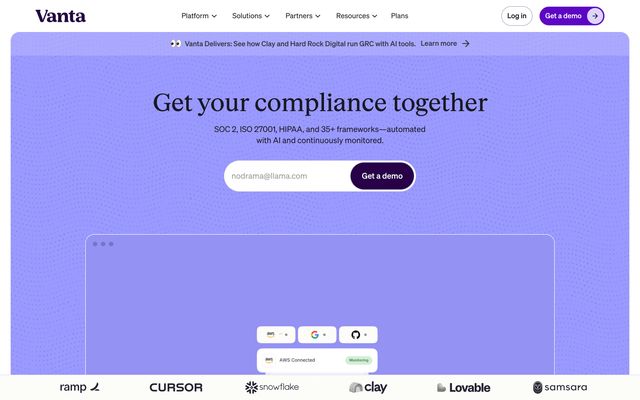 Vanta
Platform Solutions Partners Resources Plans
Log in
Get a demo
👀 Vanta Delivers: See how Clay and Hard Rock Digital run GRC with AI tools. Learn more →
Get your compliance together
SOC 2, ISO 27001, HIPAA, and 35+ frameworks—automated
with AI and continuously monitored.
nodrama@llama.com
Get a demo
aws
AWS Connected
Monitoring
ramp CURSOR snowflake clay Lovable samsara